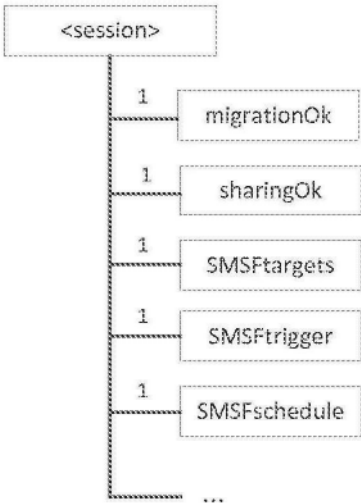 <session>
1
migrationOk
1
sharingOk
1
SMSFtargets
1
SMSFtrigger
1
SMSFschedule
...